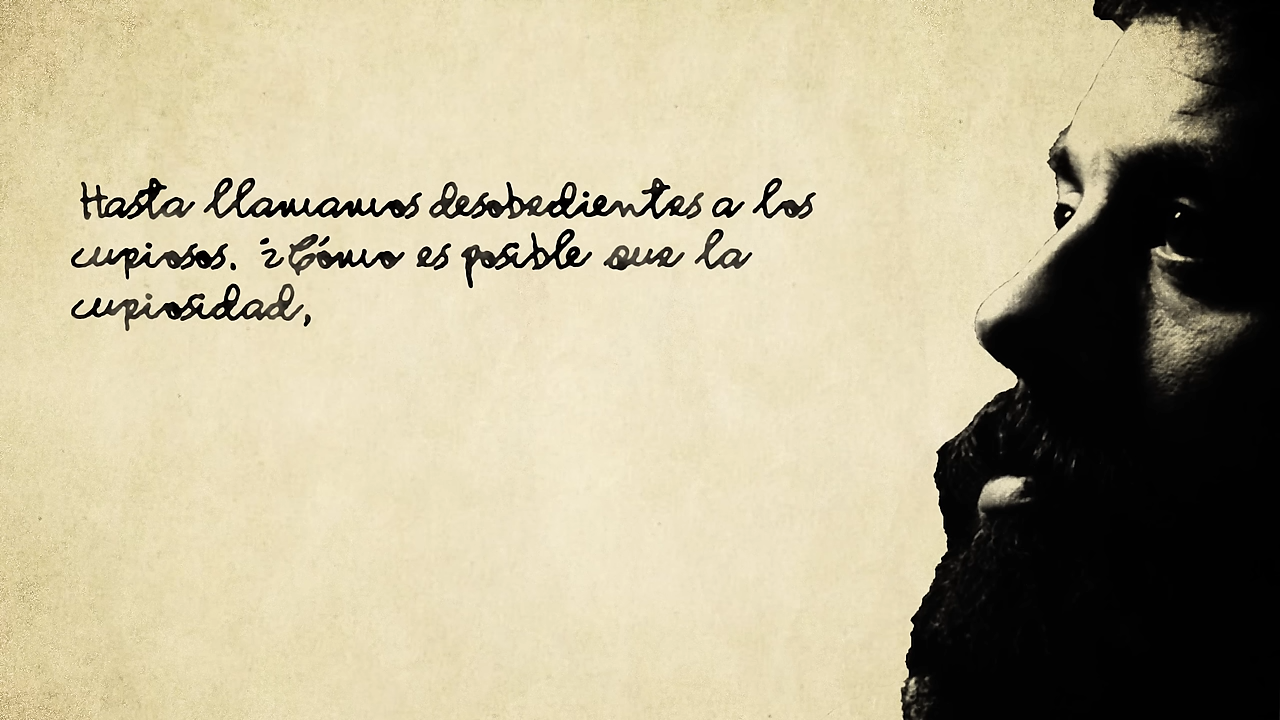 Hasta llamamos desobedientes a los
curiosos. ¿Cómo es posible que la
curiosidad,